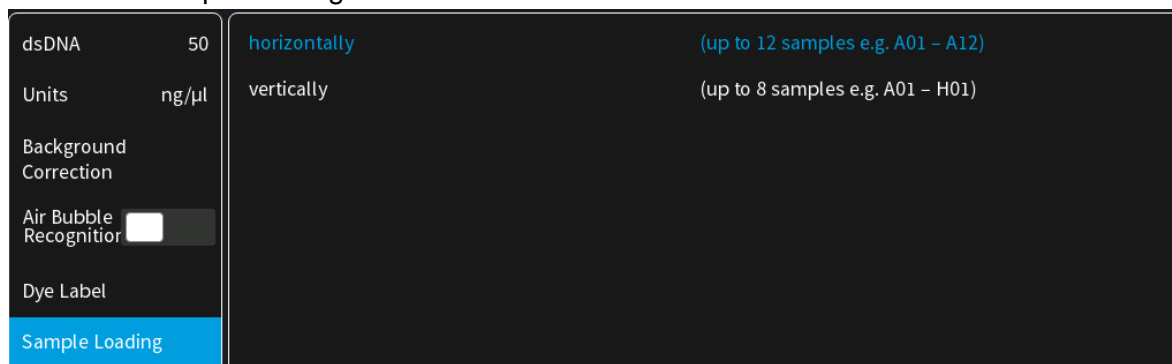 dsDNA 50
Units ng/µl
Background
Correction
Air Bubble
Recognition
Dye Label
Sample Loading
horizontally (up to 12 samples e.g. A01 – A12)
vertically (up to 8 samples e.g. A01 – H01)